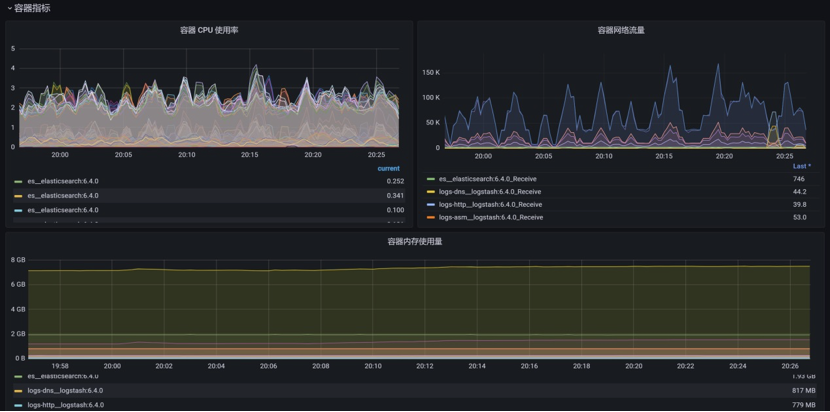 容器指标
容器 CPU 使用率
5
4
3
2
1
0
20:00 20:05 20:10 20:15 20:20 20:25
current
es__elasticsearch:6.4.0 0.252
es__elasticsearch:6.4.0 0.341
es__elasticsearch:6.4.0 0.100
容器网络流量
150 K
100 K
50 K
0
20:00 20:05 20:10 20:15 20:20 20:25
Last *
es__elasticsearch:6.4.0_Receive 746
logs-dns__logstash:6.4.0_Receive 44.2
logs-http__logstash:6.4.0_Receive 39.8
logs-asm__logstash:6.4.0_Receive 53.0
容器内存使用量
8 GB
6 GB
4 GB
2 GB
0 B
19:58 20:00 20:02 20:04 20:06 20:08 20:10 20:12 20:14 20:16 20:18 20:20 20:22 20:24 20:26
es__elasticsearch:6.4.0 1.93 GB
logs-dns__logstash:6.4.0 817 MB
logs-http__logstash:6.4.0 779 MB